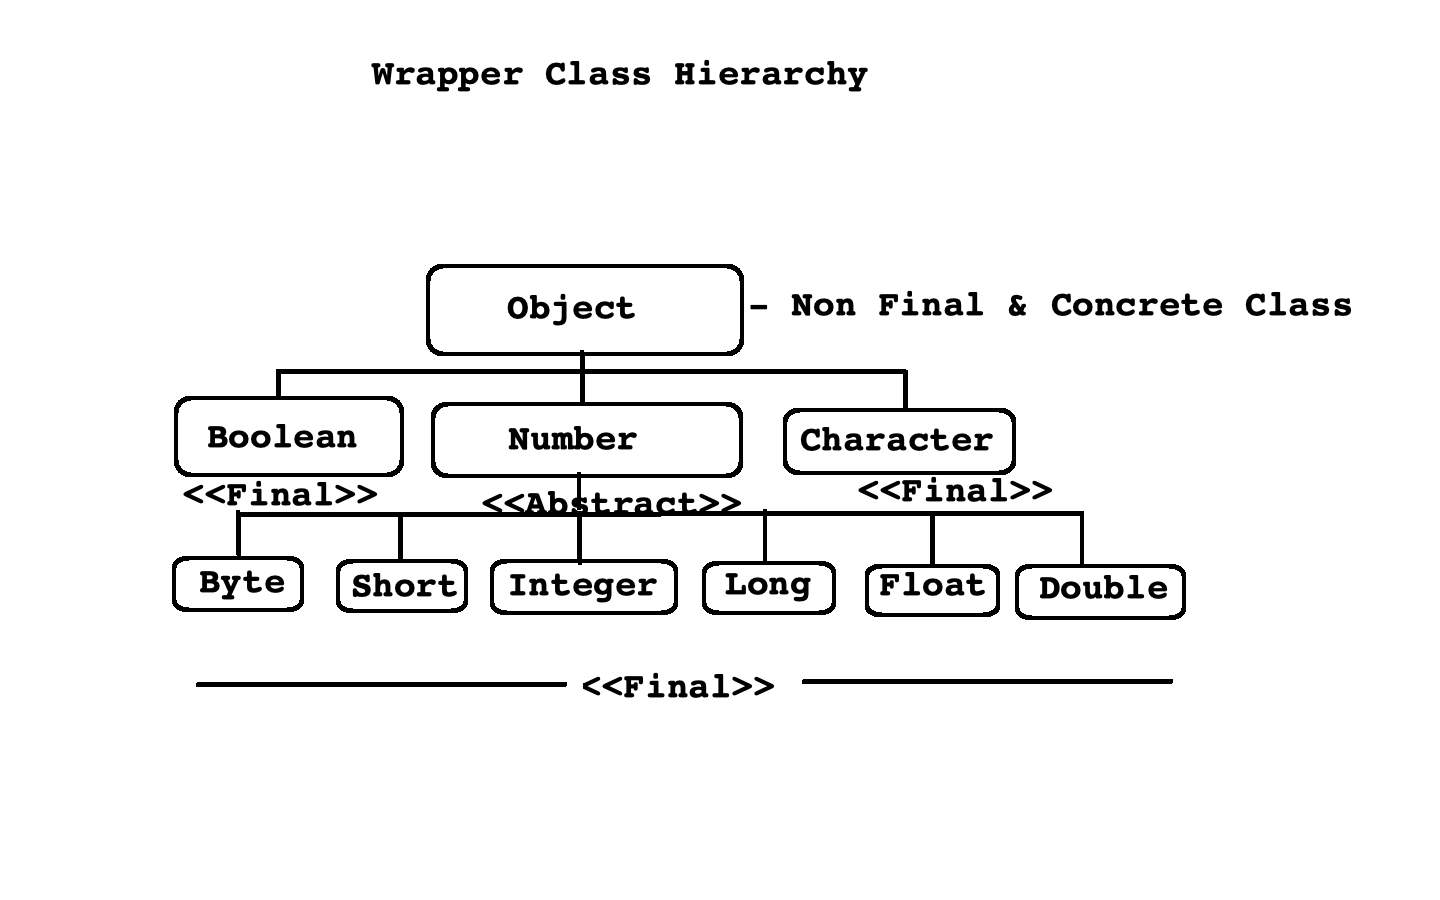 Wrapper Class Hierarchy
Object
- Non Final & Concrete Class
Boolean
Number
Character
<<Final>>
<<Abstract>>
<<Final>>
Byte
Short
Integer
Long
Float
Double
<<Final>>